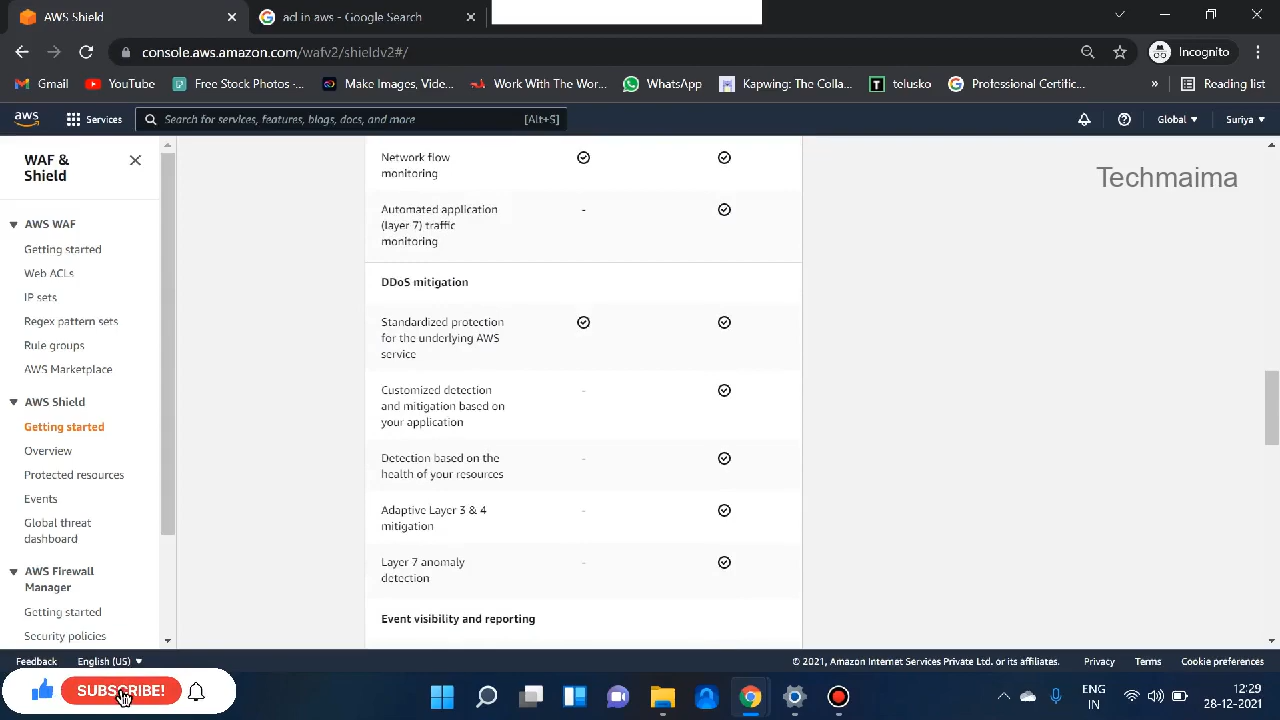 AWS Shield
ad in aws - Google Search
console.aws.amazon.com/wafv2/shieldv2#/
Incognito
Gmail
YouTube
Free Stock Photos -...
Make Images, Vide...
Work With The Wor...
WhatsApp
Kapwing: The Colla...
telusko
Professional Certific...
»
Reading list
aws
Services
Search for services, features, blogs, docs, and more
[Alt+S]
Global
Suriya
WAF &
Shield
AWS WAF
Getting started
Web ACLs
IP sets
Regex pattern sets
Rule groups
AWS Marketplace
AWS Shield
Getting started
Overview
Protected resources
Events
Global threat
dashboard
AWS Firewall
Manager
Getting started
Security policies
Network flow
monitoring
Automated application
(layer 7) traffic
monitoring
-
DDoS mitigation
Standardized protection
for the underlying AWS
service
Customized detection
and mitigation based on
your application
-
Detection based on the
health of your resources
-
Adaptive Layer 3 & 4
mitigation
-
Layer 7 anomaly
detection
-
Event visibility and reporting
Techmaima
Feedback
English (US)
© 2021, Amazon Internet Services Private Ltd. or its affiliates.
Privacy
Terms
Cookie preferences
SUBSCRIBE!
ENG
IN
12:29
28-12-2021